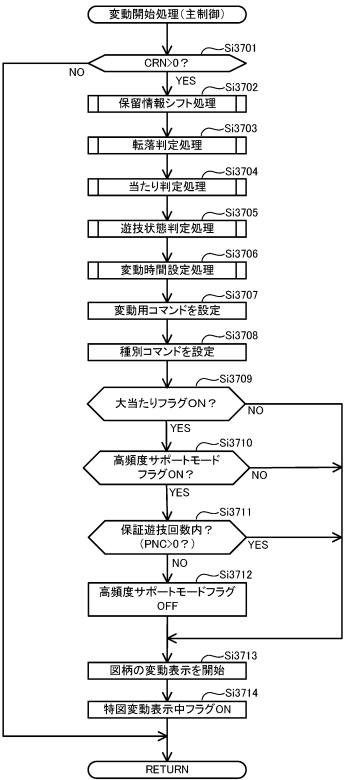 変動開始処理(主制御)
Si3701
CRN>0?
NO
YES
Si3702
保留情報シフト処理
Si3703
転落判定処理
Si3704
当たり判定処理
Si3705
遊技状態判定処理
Si3706
変動時間設定処理
Si3707
変動用コマンドを設定
Si3708
種別コマンドを設定
Si3709
大当たりフラグON?
NO
YES
Si3710
高頻度サポートモード
フラグON?
NO
YES
Si3711
保証遊技回数内?
(PNC>0?)
YES
NO
Si3712
高頻度サポートモードフラグ
OFF
Si3713
図柄の変動表示を開始
Si3714
特図変動表示中フラグON
RETURN